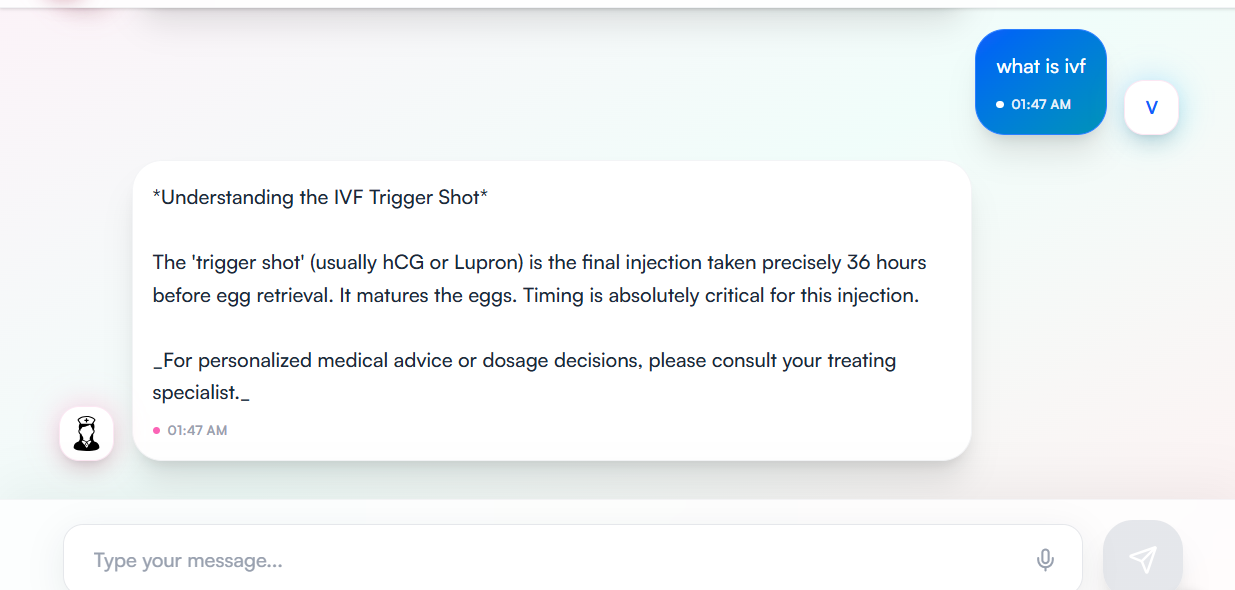 what is ivf
01:47 AM
V
*Understanding the IVF Trigger Shot*
The 'trigger shot' (usually hCG or Lupron) is the final injection taken precisely 36 hours
before egg retrieval. It matures the eggs. Timing is absolutely critical for this injection.
_For personalized medical advice or dosage decisions, please consult your treating
specialist._
01:47 AM
Type your message...